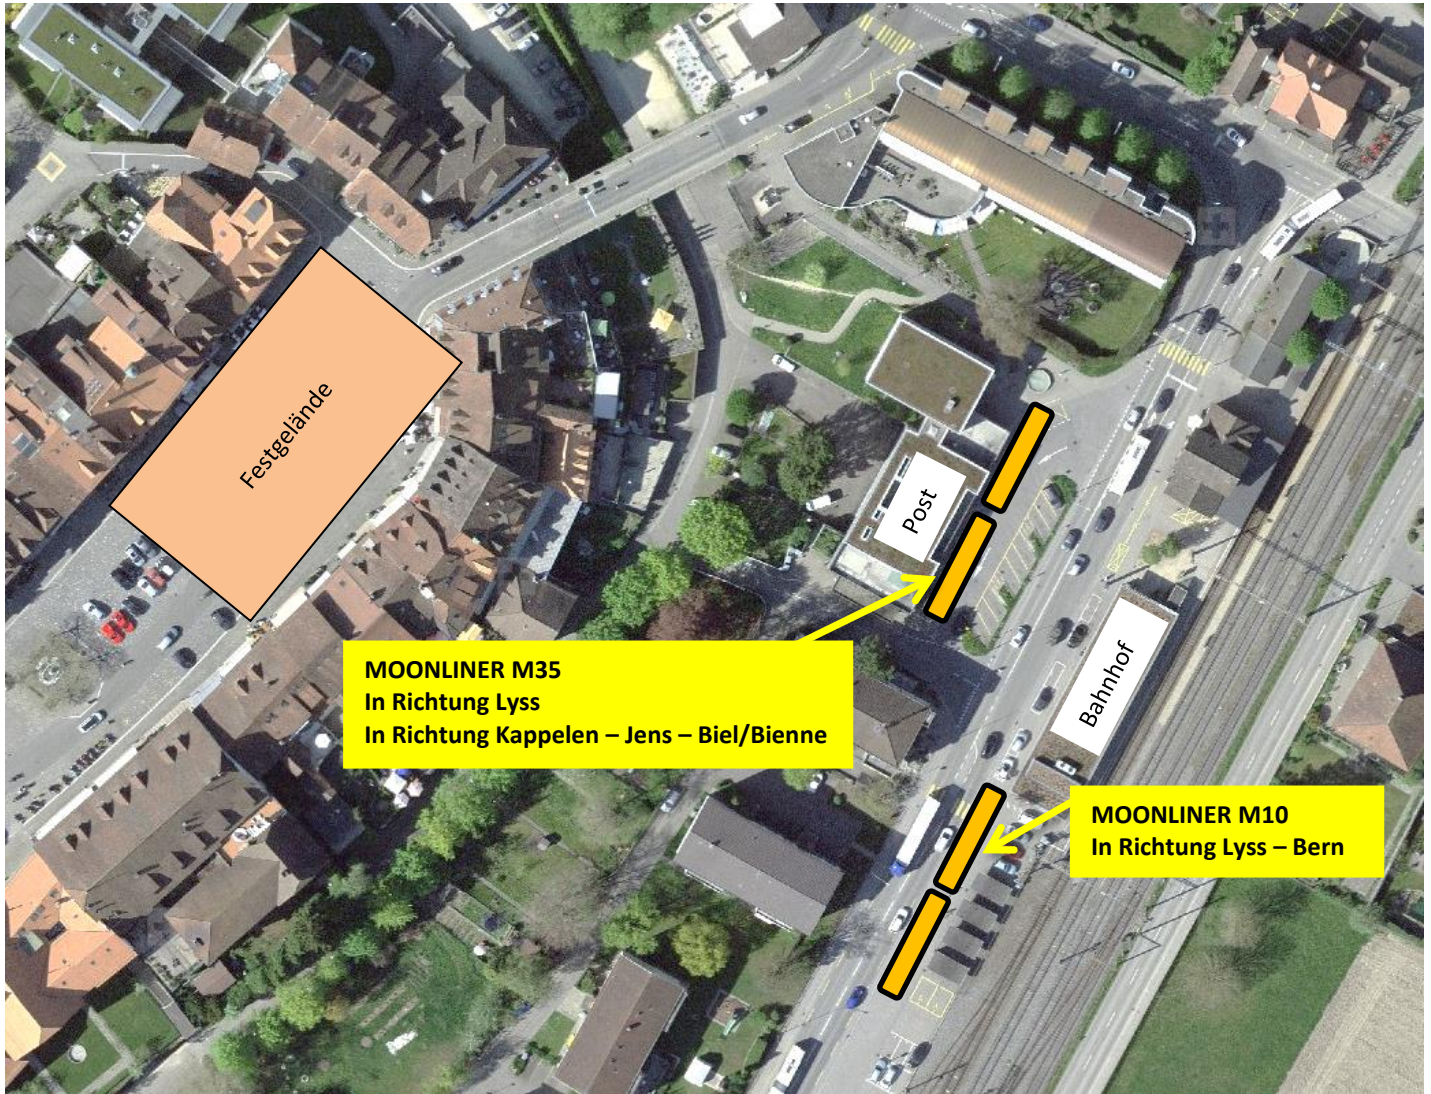 Festgelände
Post
MOONLINER M35
In Richtung Lyss
In Richtung Kappelen – Jens – Biel/Bienne
Bahnhof
MOONLINER M10
In Richtung Lyss – Bern